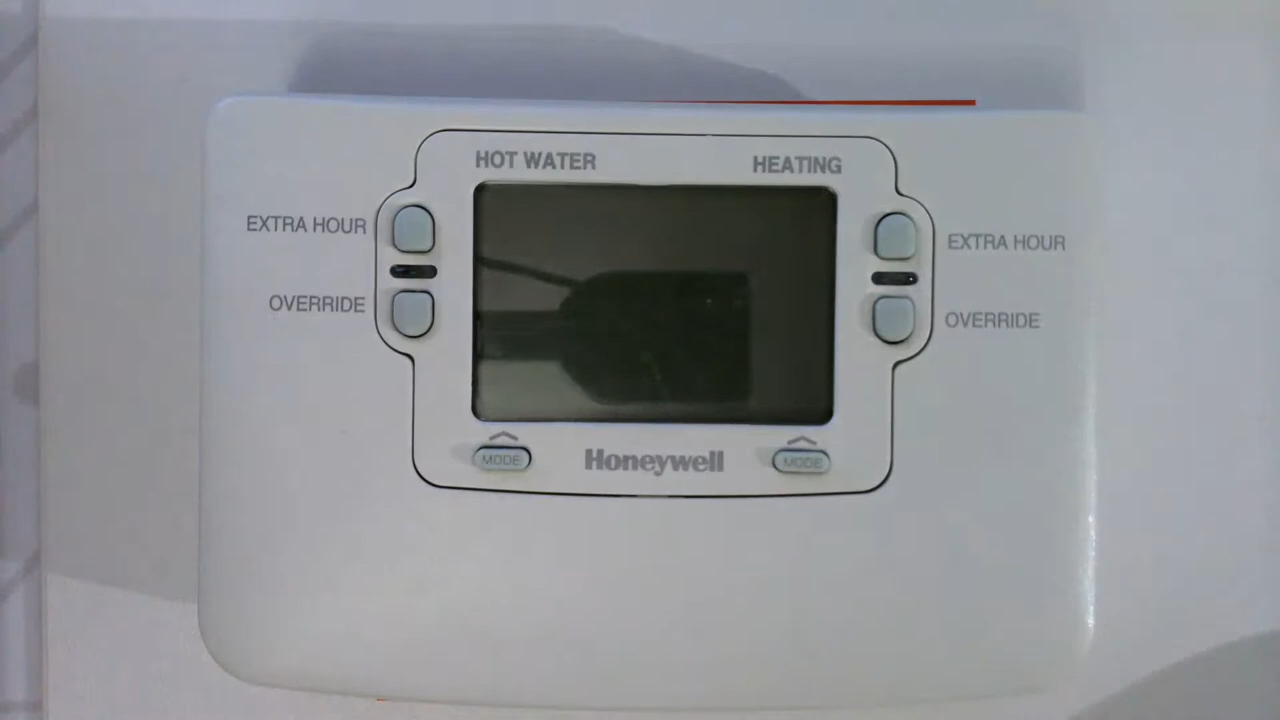 HOT WATER
HEATING
EXTRA HOUR
EXTRA HOUR
OVERRIDE
OVERRIDE
MODE
Honeywell
MODE